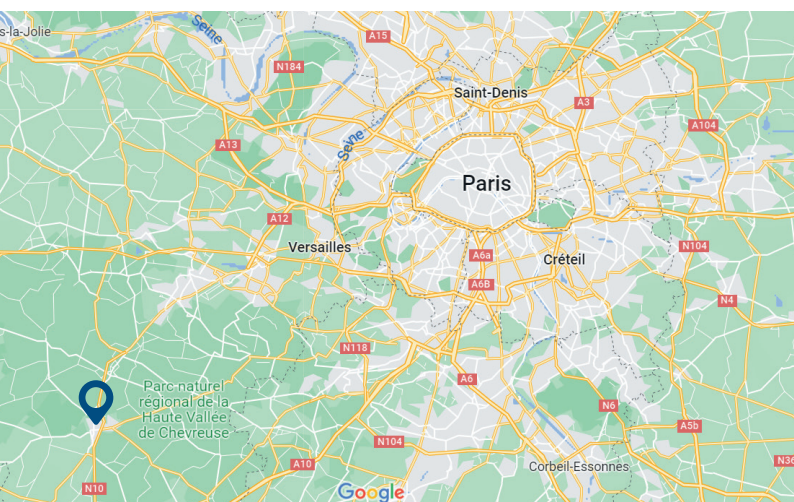 Seine
s-la-Jolie
A15
N184
Saint-Denis
A3
A104
Seine
A13
Paris
A12
Versailles
A6a
Créteil
N104
A6B
N4
N118
A6
Parc naturel
régional de la
Haute Vallée
de Chevreuse
N6
A5b
N104
A10
Corbeil-Essonnes
N36
N10
Google